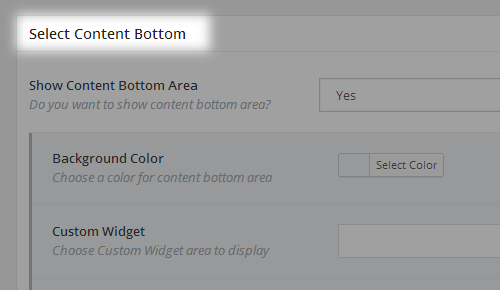 Select Content Bottom
Show Content Bottom Area
Do you want to show content bottom area?
Yes
Background Color
Choose a color for content bottom area
Select Color
Custom Widget
Choose Custom Widget area to display